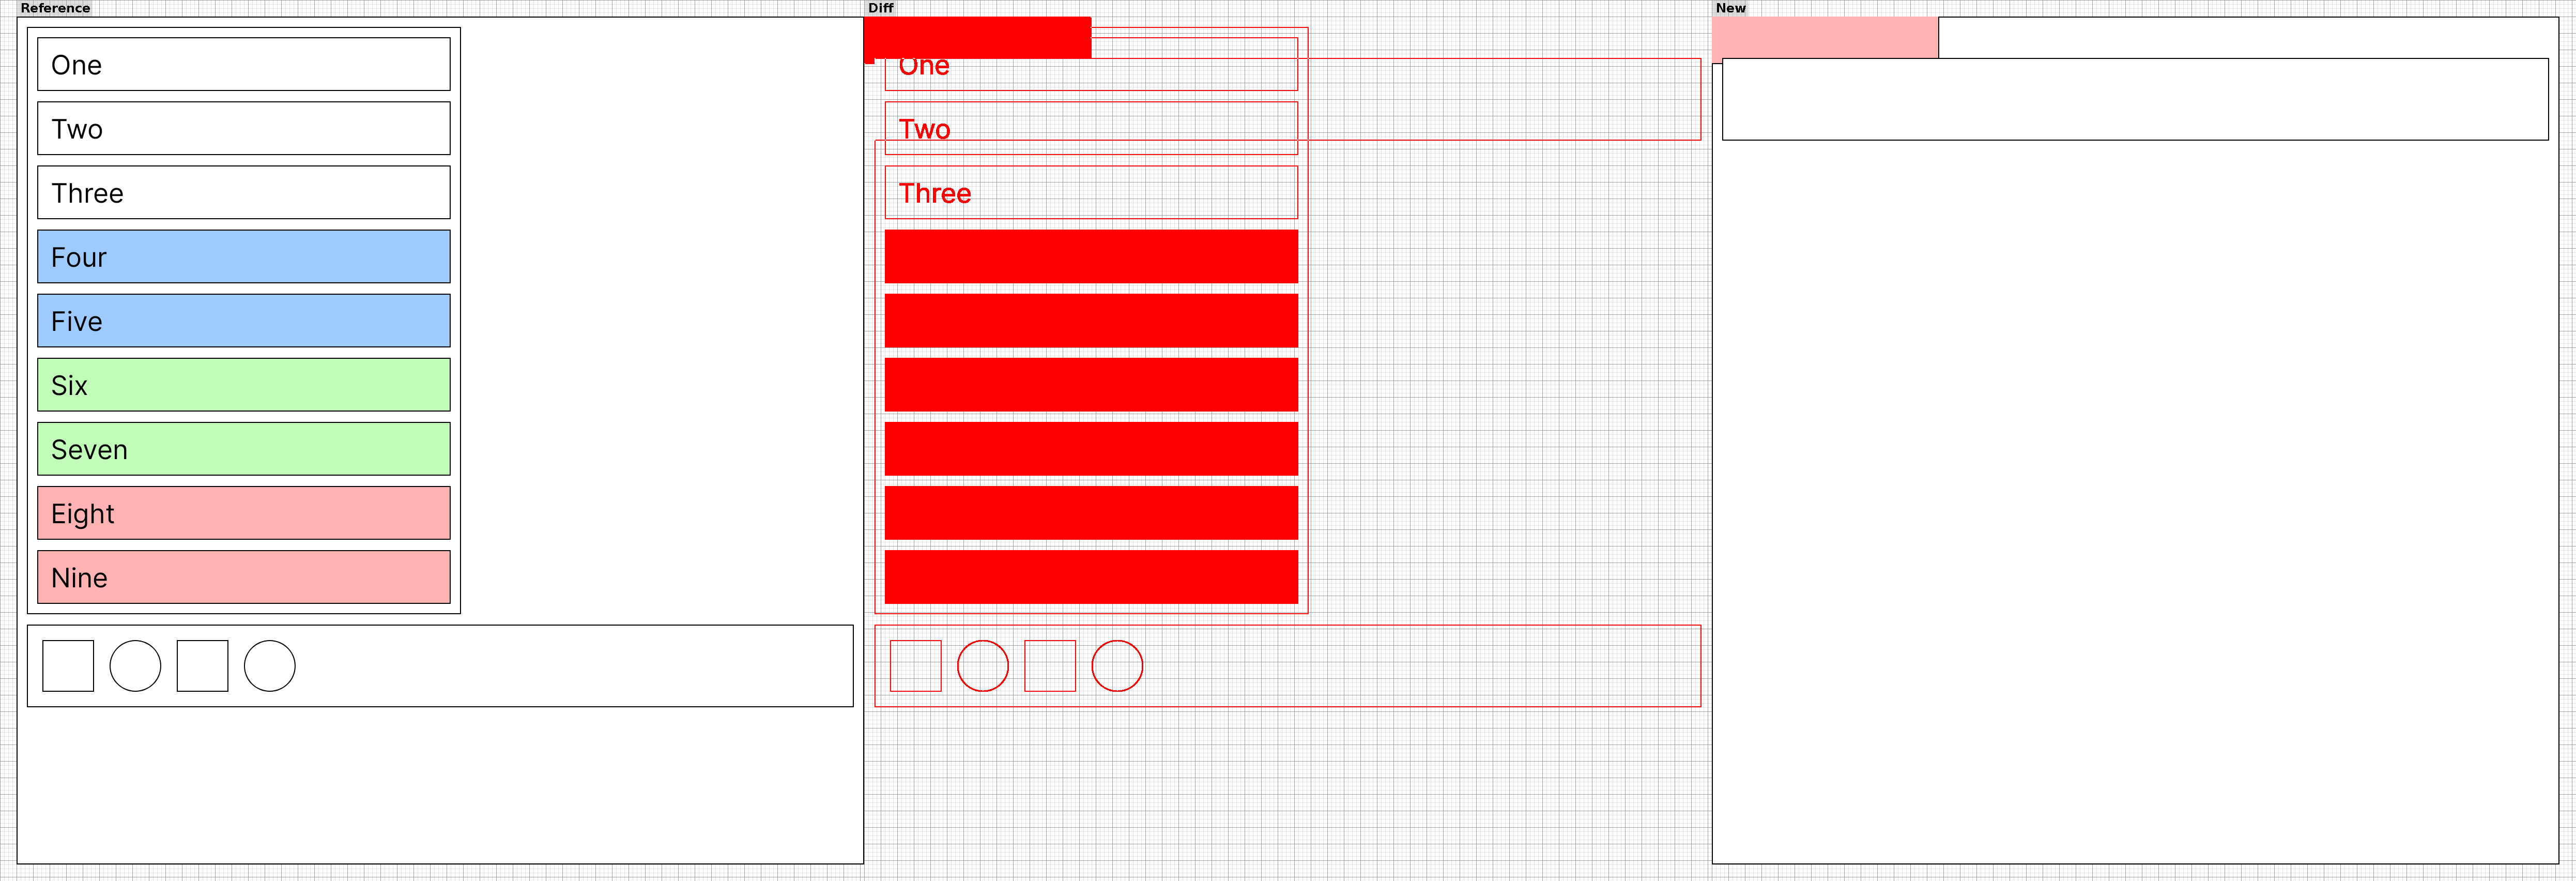 Reference
Diff
New
One
Two
Three
Four
Five
Six
Seven
Eight
Nine
One
Two
Three